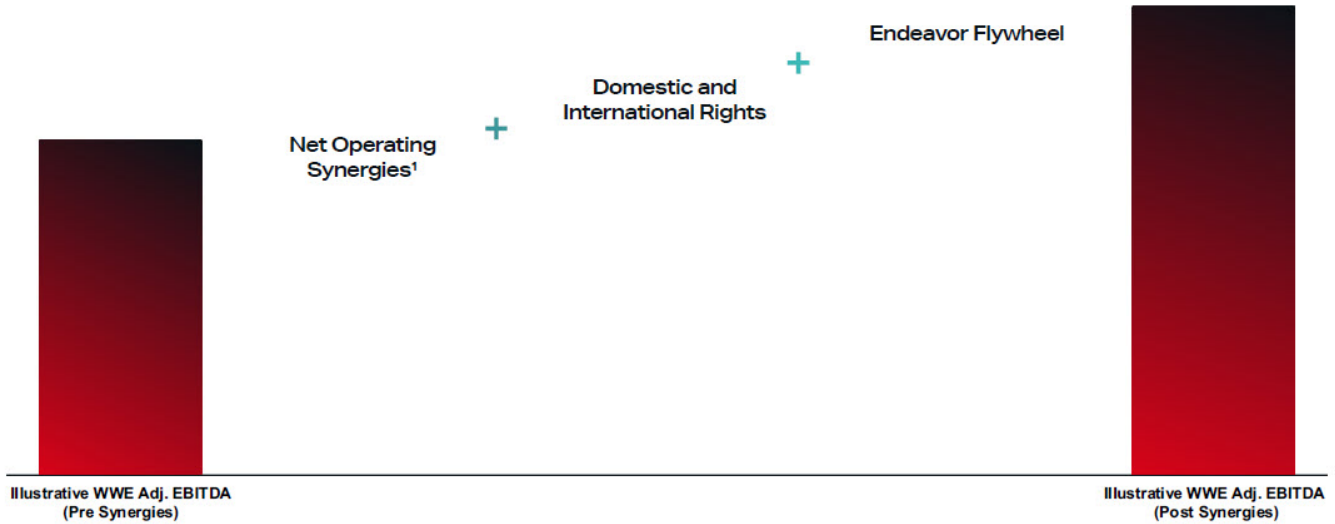 Endeavor Flywheel
+
Domestic and
International Rights
+
Net Operating
Synergies¹
Illustrative WWE Adj. EBITDA
(Pre Synergies)
Illustrative WWE Adj. EBITDA
(Post Synergies)